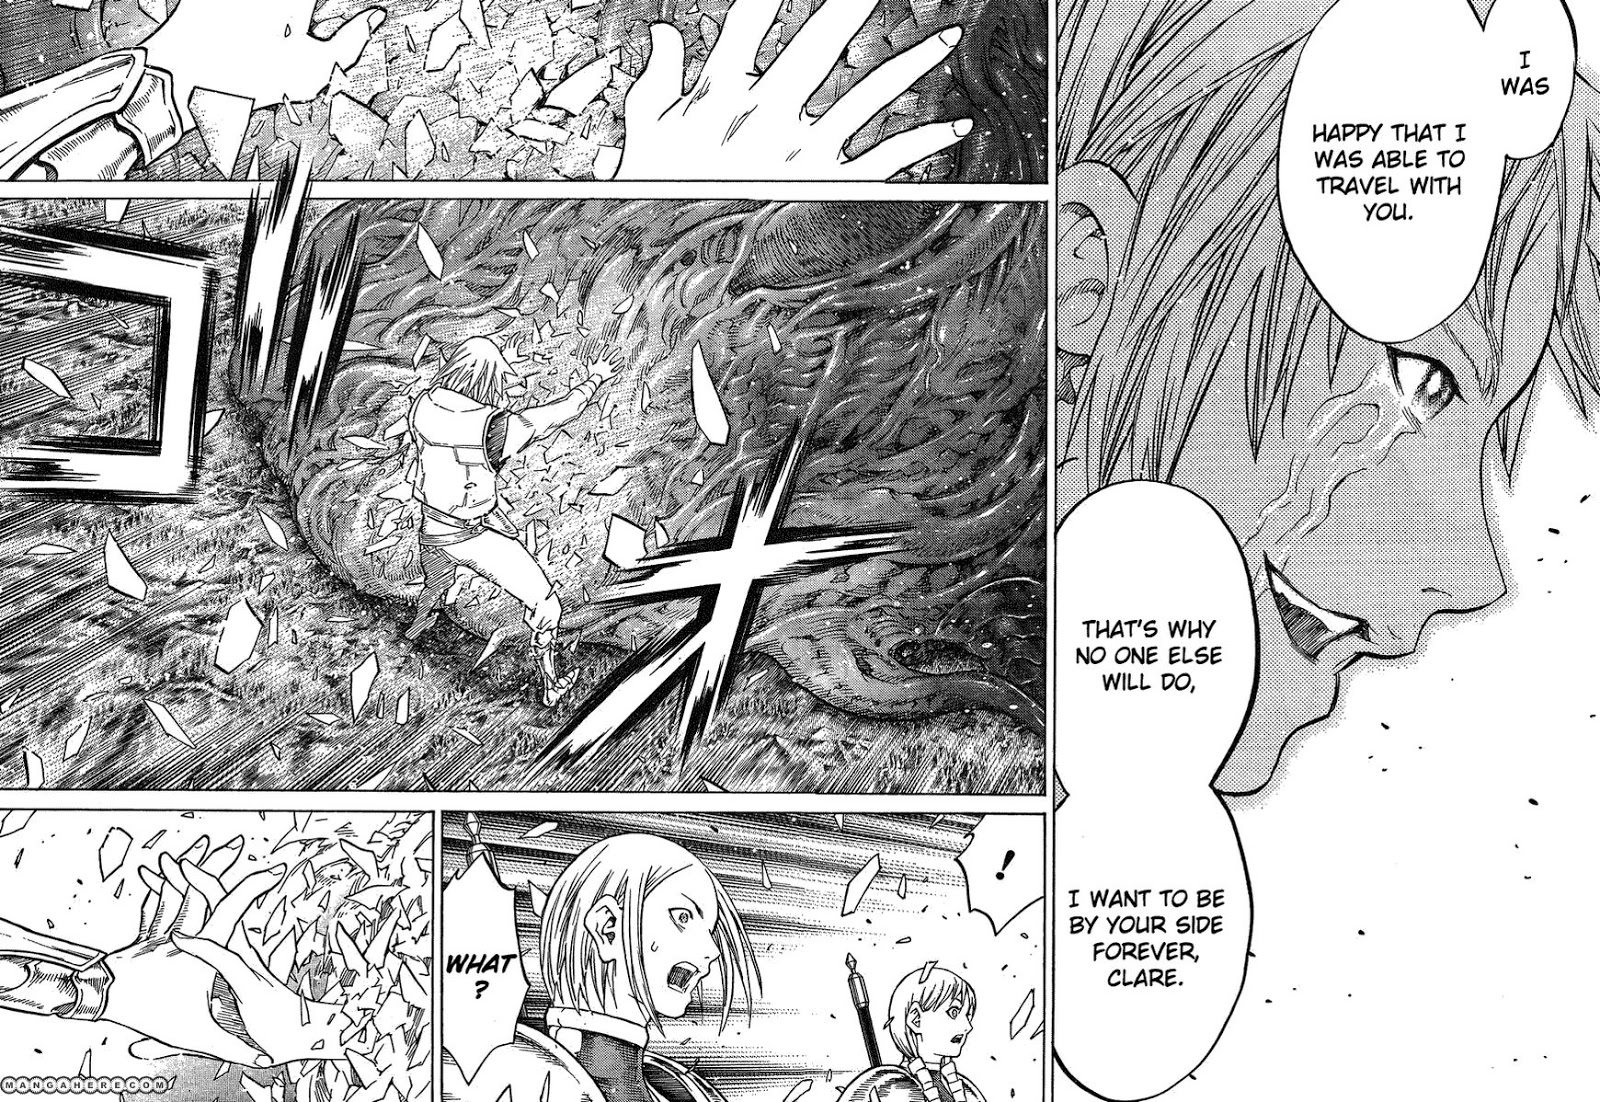 I
WAS
HAPPY THAT I
WAS ABLE TO
TRAVEL WITH
YOU.
THAT'S WHY
NO ONE ELSE
WILL DO,
I WANT TO BE
BY YOUR SIDE
FOREVER,
CLARE.
!
WHAT
?
MANGAHERE.COM